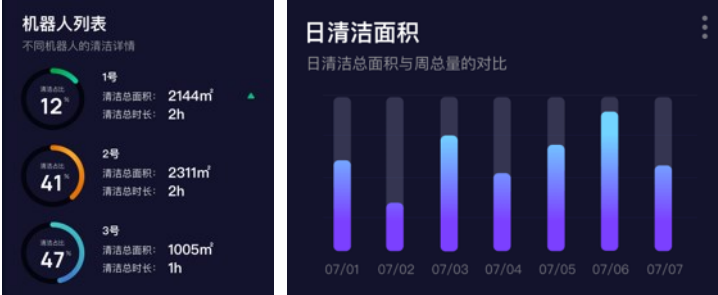 机器人列表
不同机器人的清洁详情
清洁占比
12%
1号
清洁总面积： 2144㎡
清洁总时长： 2h
清洁占比
41%
2号
清洁总面积： 2311㎡
清洁总时长： 2h
清洁占比
47%
3号
清洁总面积： 1005㎡
清洁总时长： 1h
日清洁面积
日清洁总面积与周总量的对比
07/01 07/02 07/03 07/04 07/05 07/06 07/07